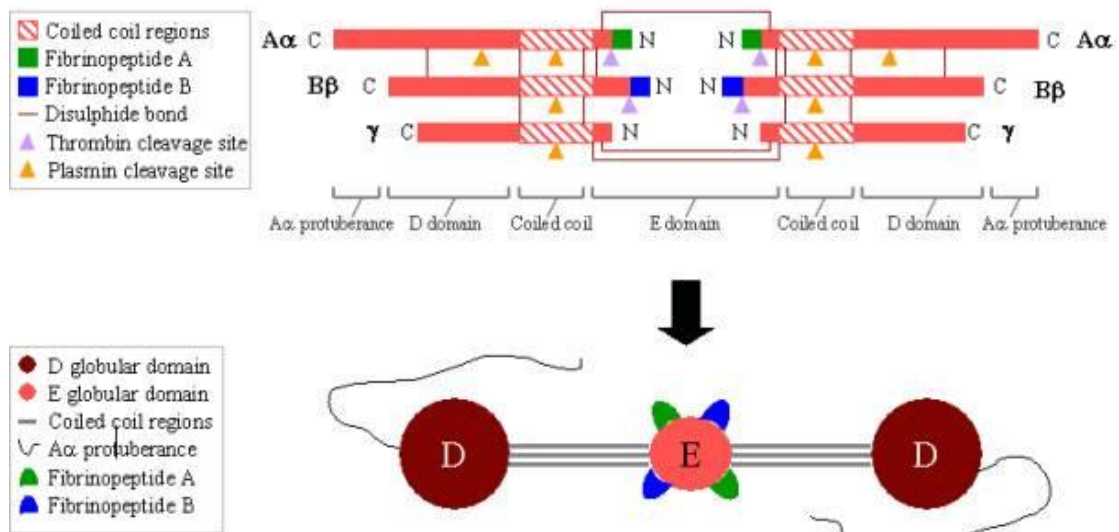 Coiled coil regions
Fibrinopeptide A
Fibrinopeptide B
Disulphide bond
Thrombin cleavage site
Plasmin cleavage site
Aα C N N C Aα
Bβ C N N C Bβ
γ C N N C γ
Aα protuberance D domain Coiled coil E domain Coiled coil D domain Aα protuberance
D globular domain
E globular domain
Coiled coil regions
Aα protuberance
Fibrinopeptide A
Fibrinopeptide B
D E D